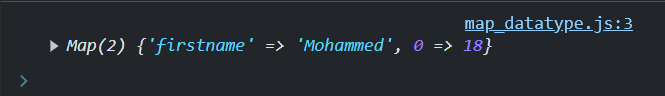 map_datatype.js:3
Map(2) {'firstname' => 'Mohammed', 0 => 18}